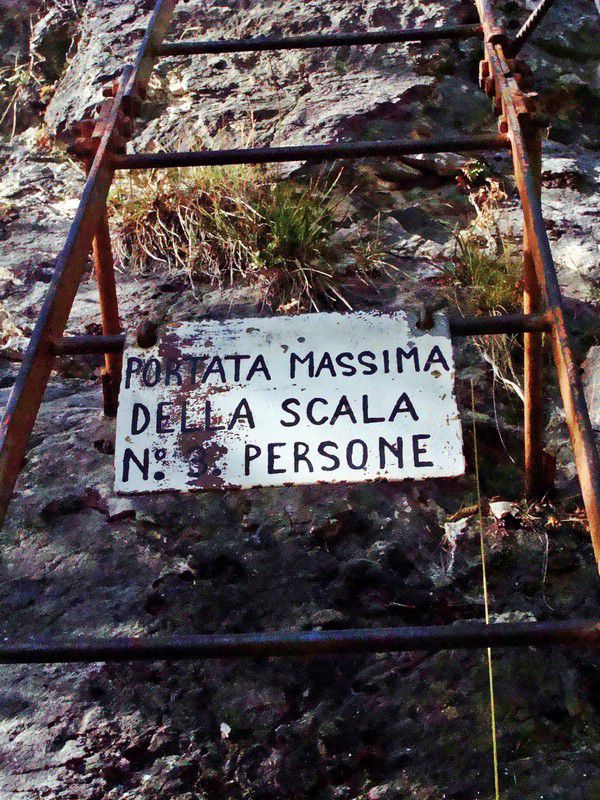 PORTATA MASSIMA
DELLA SCALA
N: 3. PERSONE